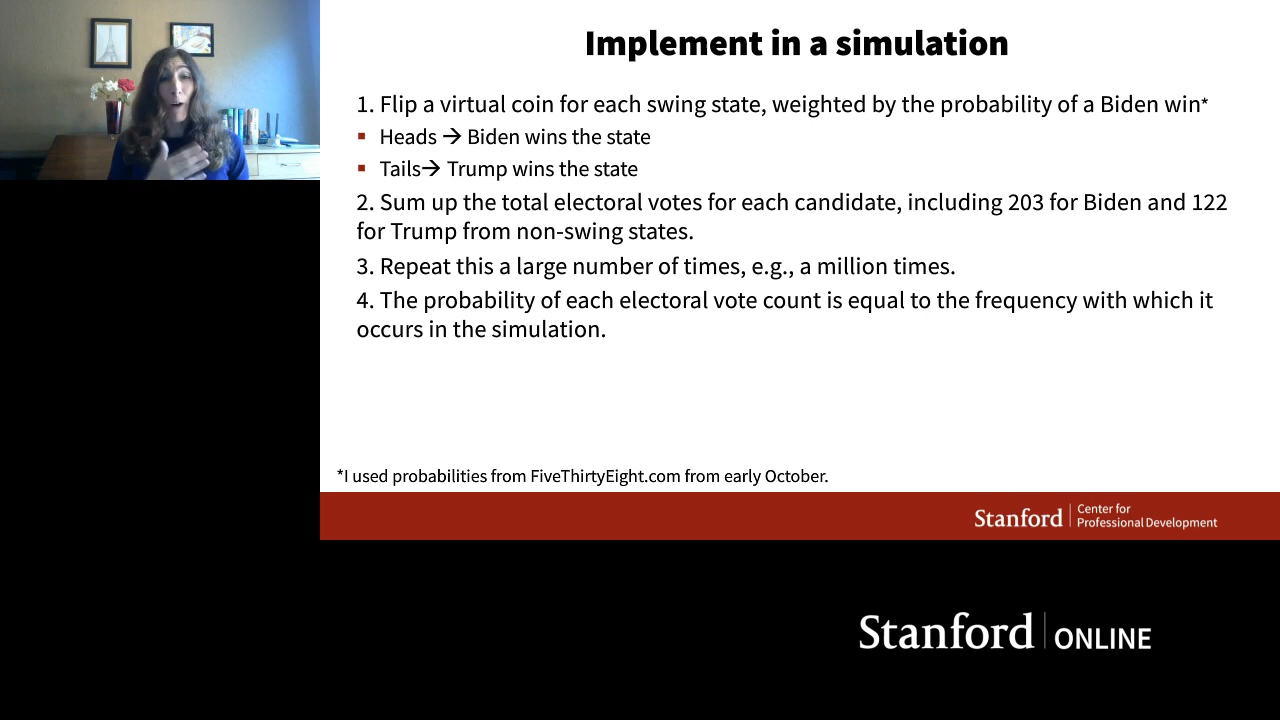 Implement in a simulation
1. Flip a virtual coin for each swing state, weighted by the probability of a Biden win*
▪ Heads → Biden wins the state
▪ Tails→ Trump wins the state
2. Sum up the total electoral votes for each candidate, including 203 for Biden and 122
for Trump from non-swing states.
3. Repeat this a large number of times, e.g., a million times.
4. The probability of each electoral vote count is equal to the frequency with which it
occurs in the simulation.
*I used probabilities from FiveThirtyEight.com from early October.
Stanford | Center for
Professional Development
Stanford | ONLINE